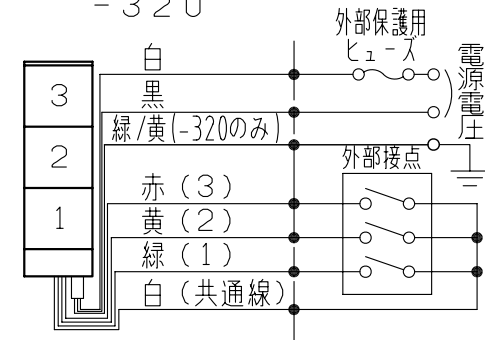 -320
外部保護用
ヒューズ
電源電圧
白
黒
緑/黄(-320のみ)
3
2
1
外部接点
赤(3)
黄(2)
緑(1)
白(共通線)